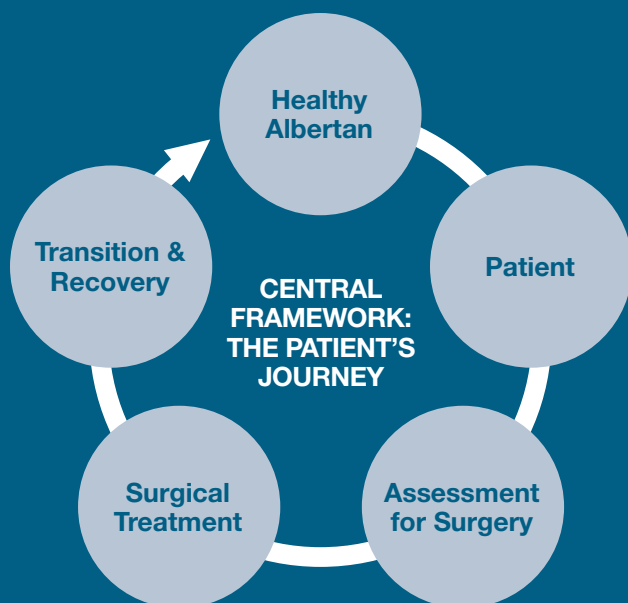 Healthy
Albertan
Patient
Assessment
for Surgery
Surgical
Treatment
Transition &
Recovery
CENTRAL
FRAMEWORK:
THE PATIENT’S
JOURNEY